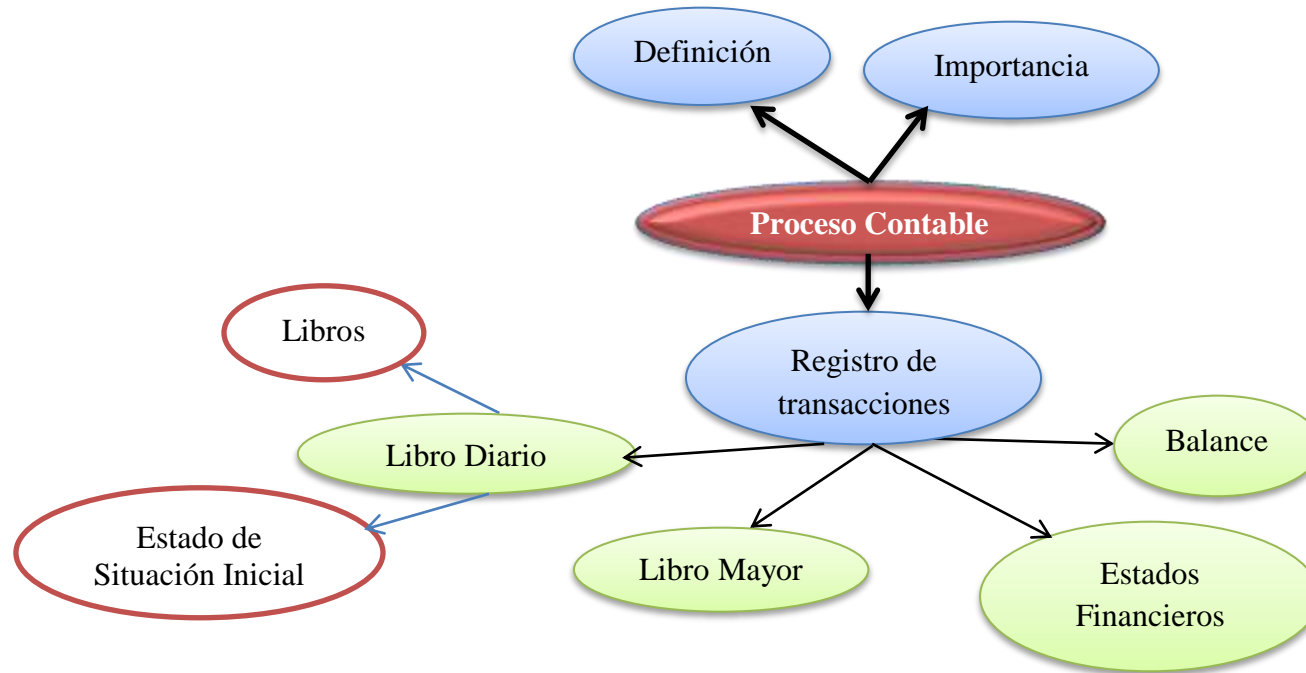 Definición
Importancia
Proceso Contable
Libros
Registro de
transacciones
Libro Diario
Balance
Estado de
Situación Inicial
Libro Mayor
Estados
Financieros